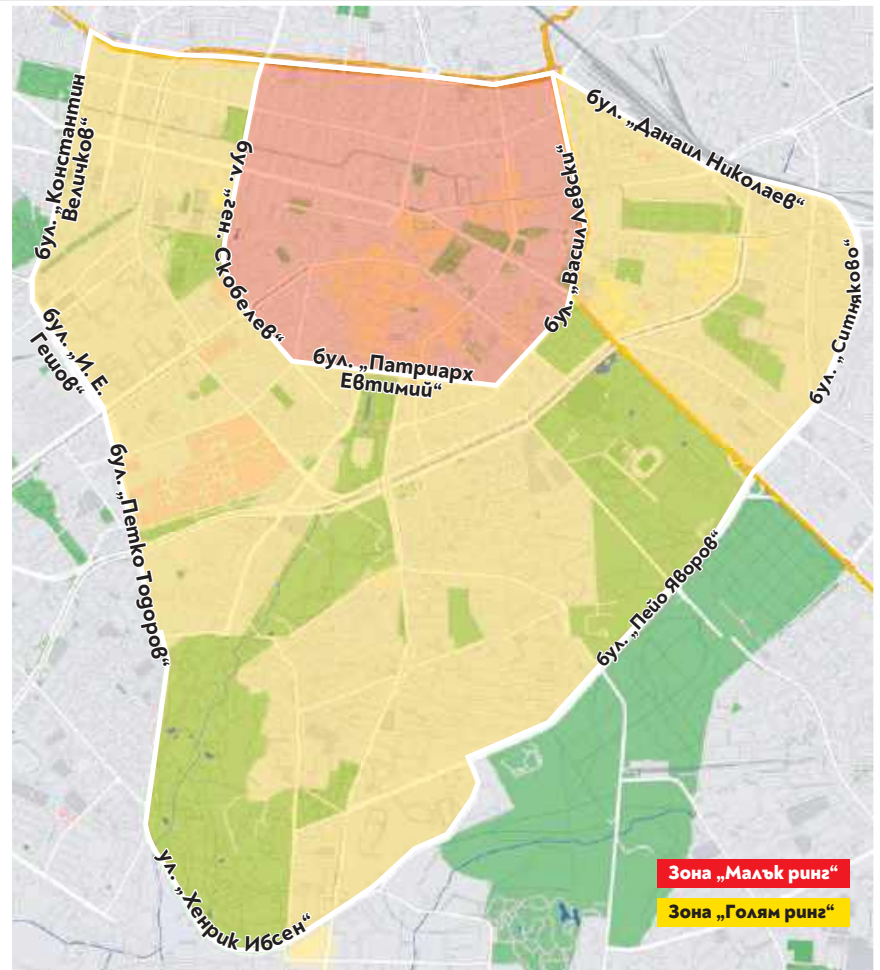 бул. „Константин
Величков“
бул. „ген. Скобелев“
бул. „Васил Левски“
бул. „Данаил Николаев“
бул. „Ситняково“
бул. „И. Е.
Гешов“
бул. „Патриарх
Евтимий“
бул. „Петко Тодоров“
бул. „Пейо Яворов“
ул. „Хенрик Ибсен“
Зона „Малък ринг“
Зона „Голям ринг“